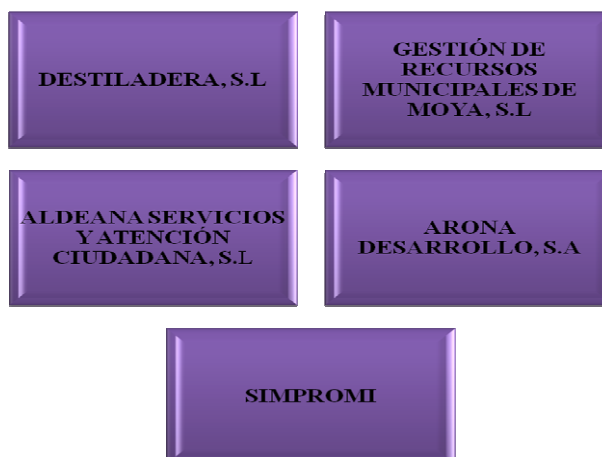 DESTILADERA, S.L
GESTIÓN DE
RECURSOS
MUNICIPALES DE
MOYA, S.L
ALDEANA SERVICIOS
Y ATENCIÓN
CIUDADANA, S.L
ARONA
DESARROLLO, S.A
SIMPROMI